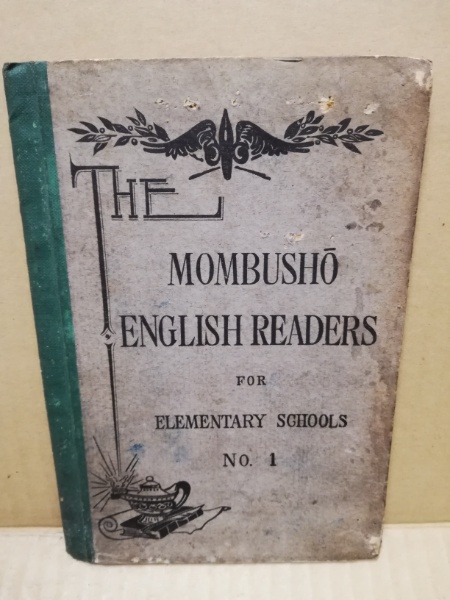 THE
MOMBUSHŌ
ENGLISH READERS
FOR
ELEMENTARY SCHOOLS
NO. 1